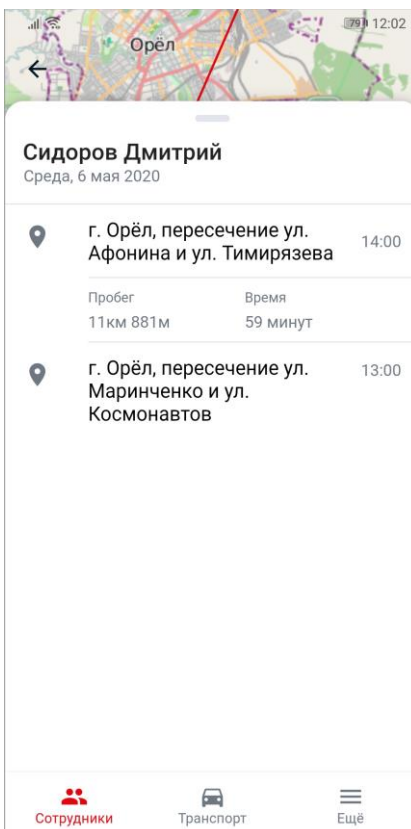 79 12:02
Орёл
Сидоров Дмитрий
Среда, 6 мая 2020
г. Орёл, пересечение ул.
Афонина и ул. Тимирязева
14:00
Пробег Время
11км 881м 59 минут
г. Орёл, пересечение ул.
Маринченко и ул.
Космонавтов
13:00
Сотрудники Транспорт Ещё